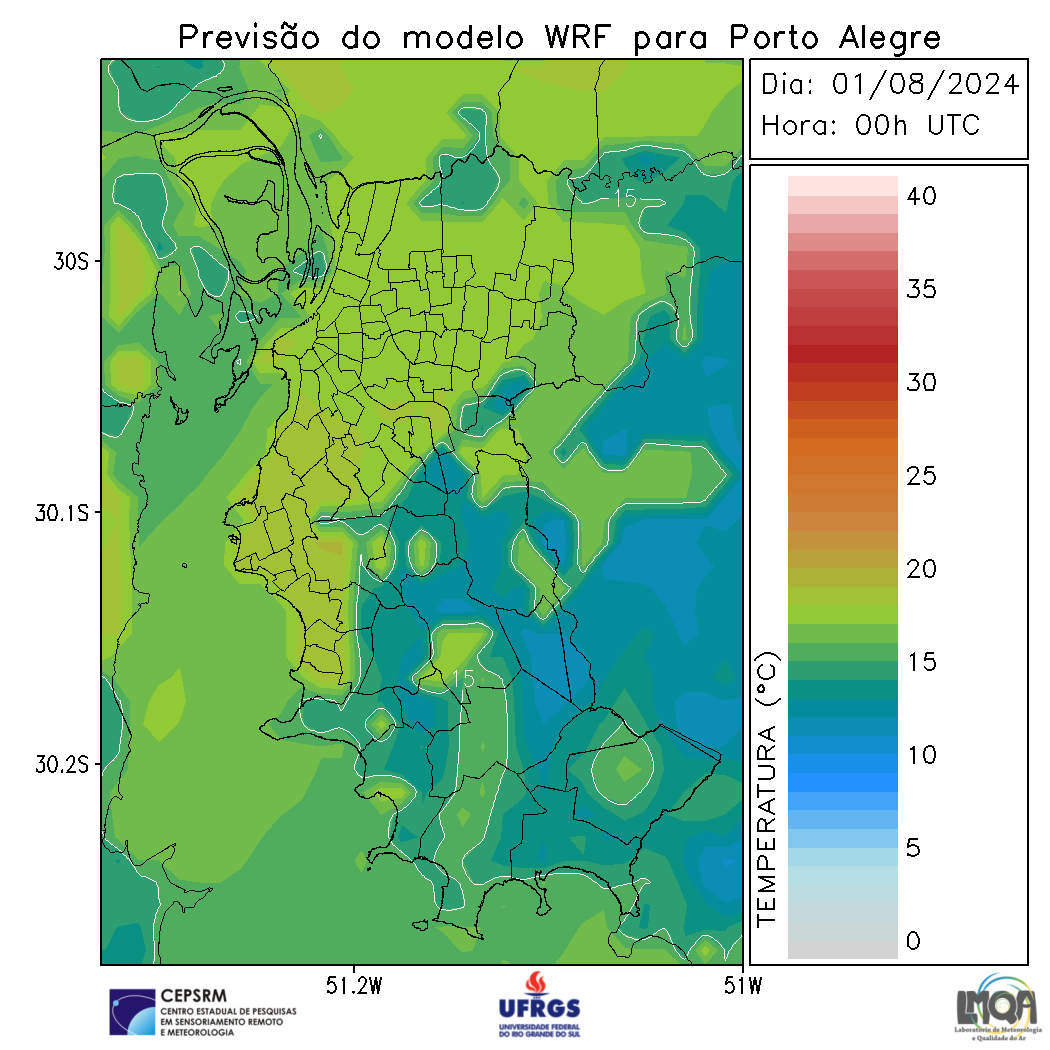 Previsão do modelo WRF para Porto Alegre
Dia: 01/08/2024
Hora: 00h UTC
30S
30.1S
30.2S
51.2W
51W
15
15
TEMPERATURA (°C)
40
35
30
25
20
15
10
5
0
CEPSRM
CENTRO ESTADUAL DE PESQUISAS
EM SENSORIAMENTO REMOTO
E METEOROLOGIA
UFRGS
UNIVERSIDADE FEDERAL
DO RIO GRANDE DO SUL
LMQA
Laboratório de Meteorologia
e Qualidade do Ar